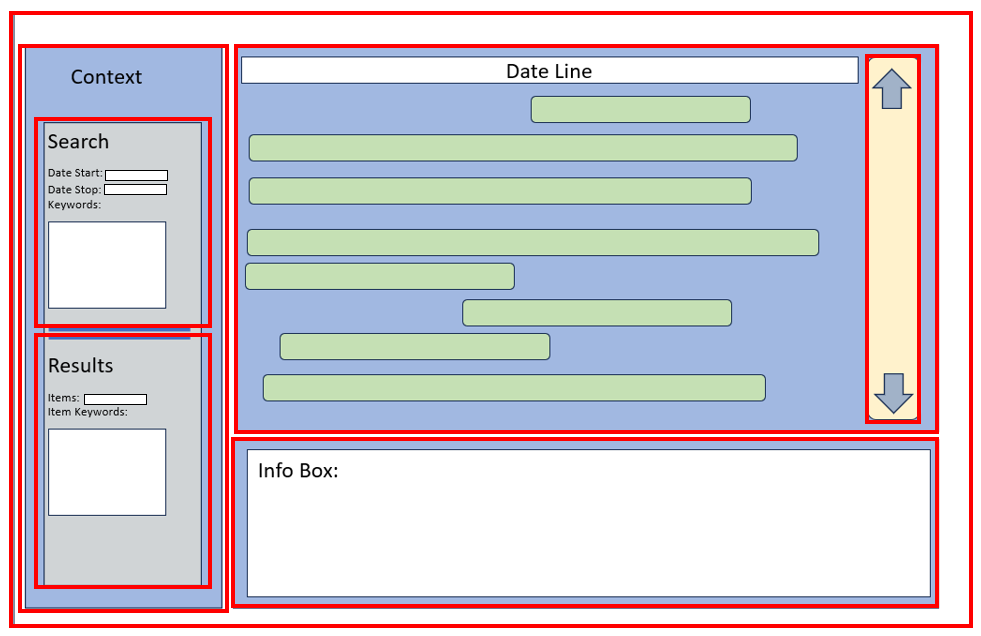 Context
Search
Date Start:
Date Stop:
Keywords:
Results
Items:
Item Keywords:
Date Line
Info Box: